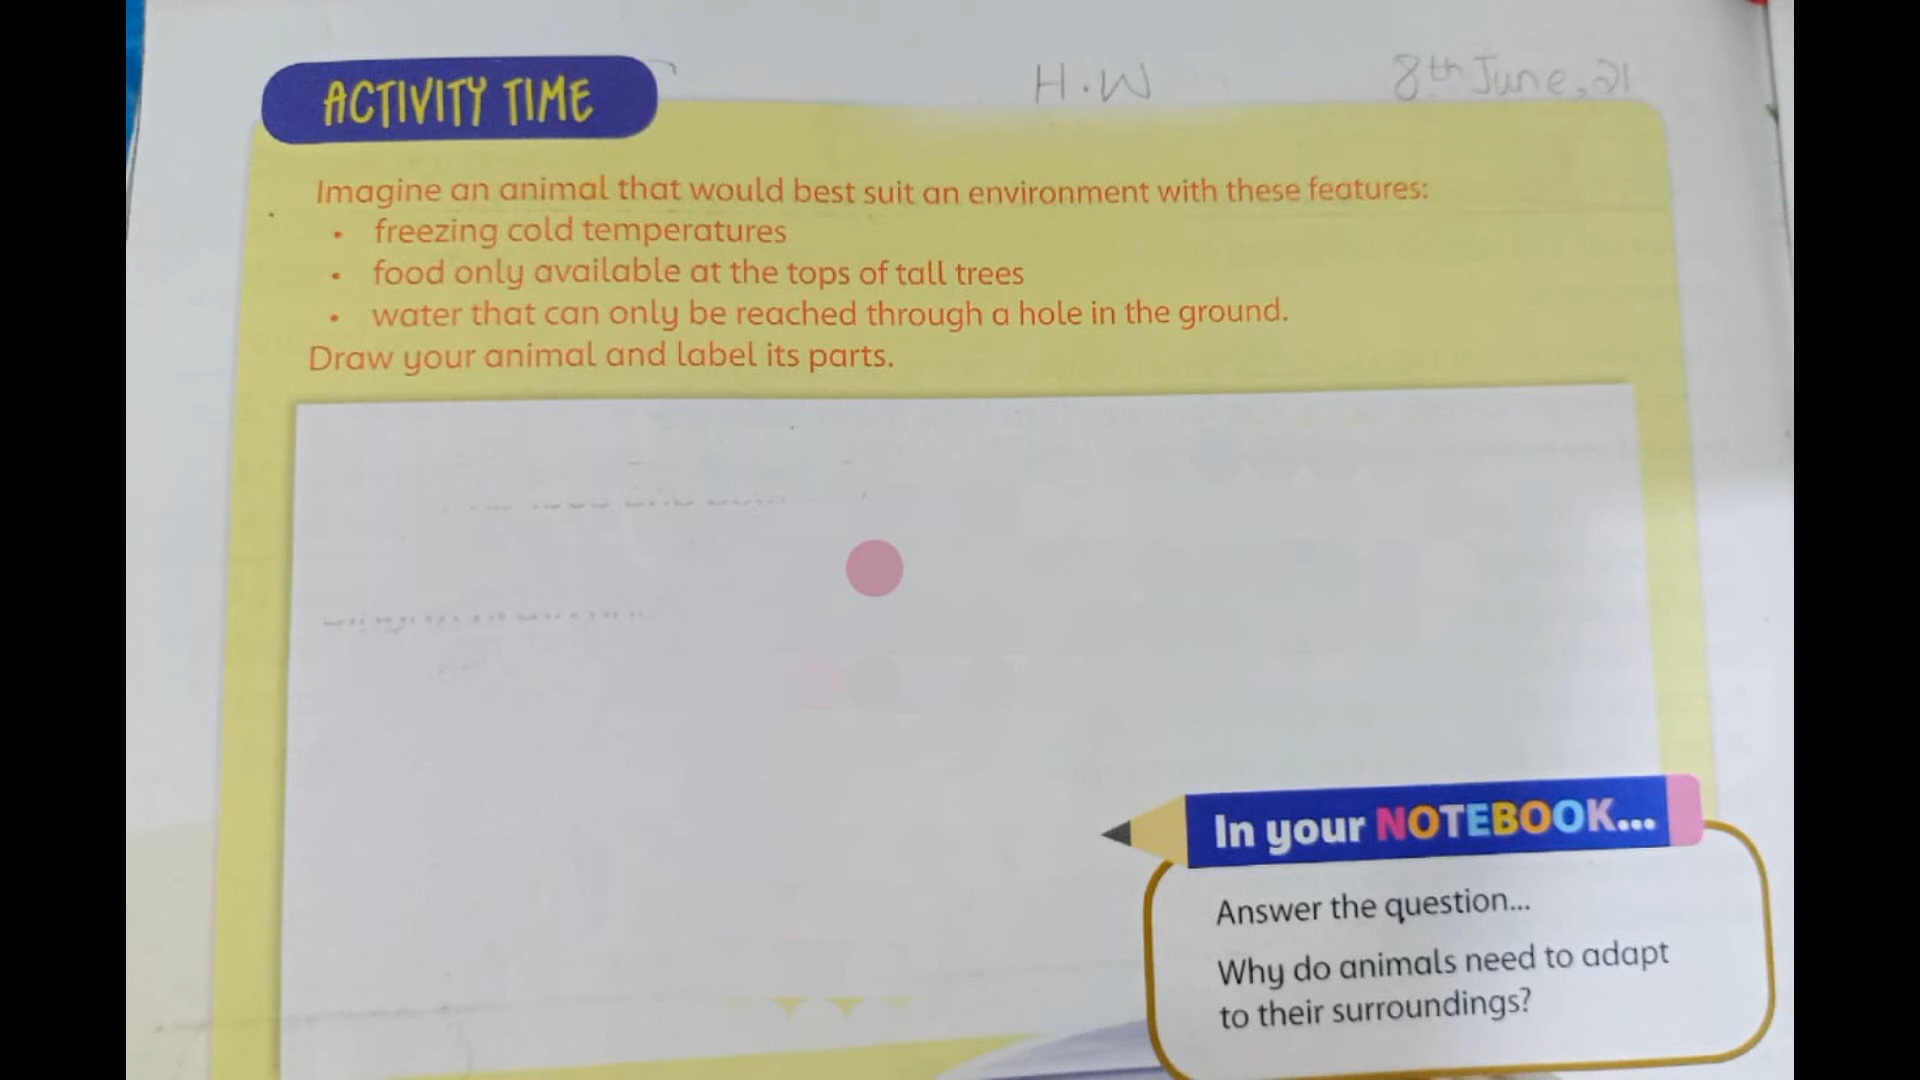 ACTIVITY TIME
H.W
8th June, 21
Imagine an animal that would best suit an environment with these features:
• freezing cold temperatures
• food only available at the tops of tall trees
• water that can only be reached through a hole in the ground.
Draw your animal and label its parts.
In your NOTEBOOK...
Answer the question...
Why do animals need to adapt
to their surroundings?